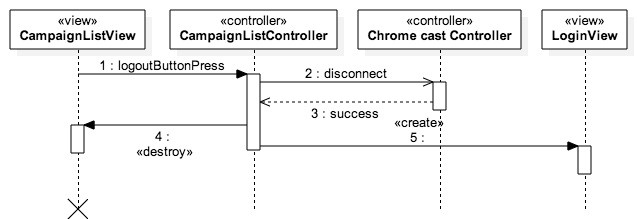 «view»
CampaignListView
«controller»
CampaignListController
«controller»
Chrome cast Controller
«view»
LoginView
1 : logoutButtonPress
2 : disconnect
3 : success
4 :
«destroy»
«create»
5 :